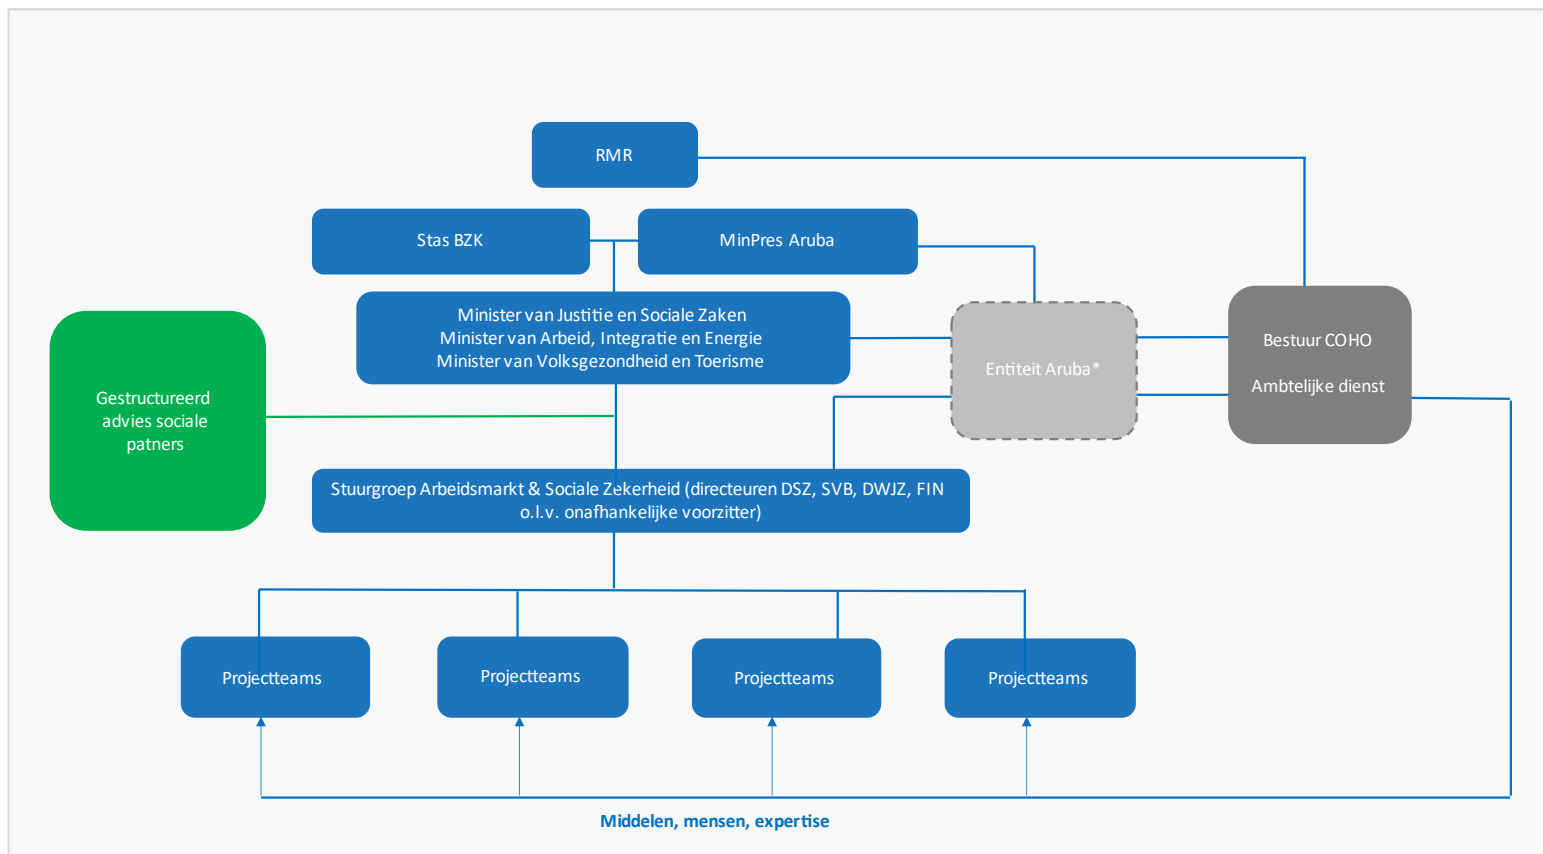 RMR
Stas BZK
MinPres Aruba
Minister van Justitie en Sociale Zaken
Minister van Arbeid, Integratie en Energie
Minister van Volksgezondheid en Toerisme
Entiteit Aruba*
Bestuur COHO
Ambtelijke dienst
Gestructureerd
advies sociale
patners
Stuurgroep Arbeidsmarkt & Sociale Zekerheid (directeuren DSZ, SVB, DWJZ, FIN
o.l.v. onafhankelijke voorzitter)
Projectteams
Projectteams
Projectteams
Projectteams
Middelen, mensen, expertise